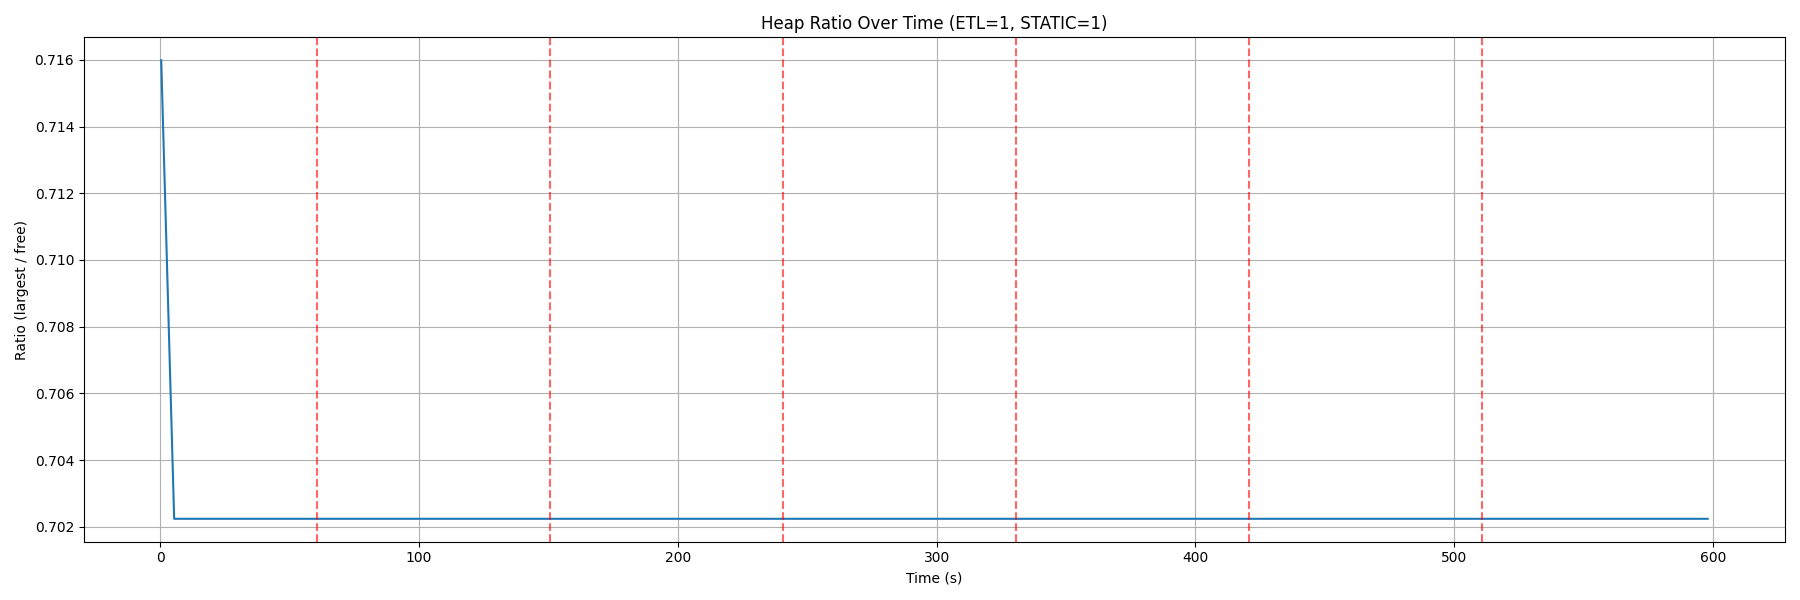 Heap Ratio Over Time (ETL=1, STATIC=1)
Ratio (largest / free)
0.716
0.714
0.712
0.710
0.708
0.706
0.704
0.702
0 100 200 300 400 500 600
Time (s)